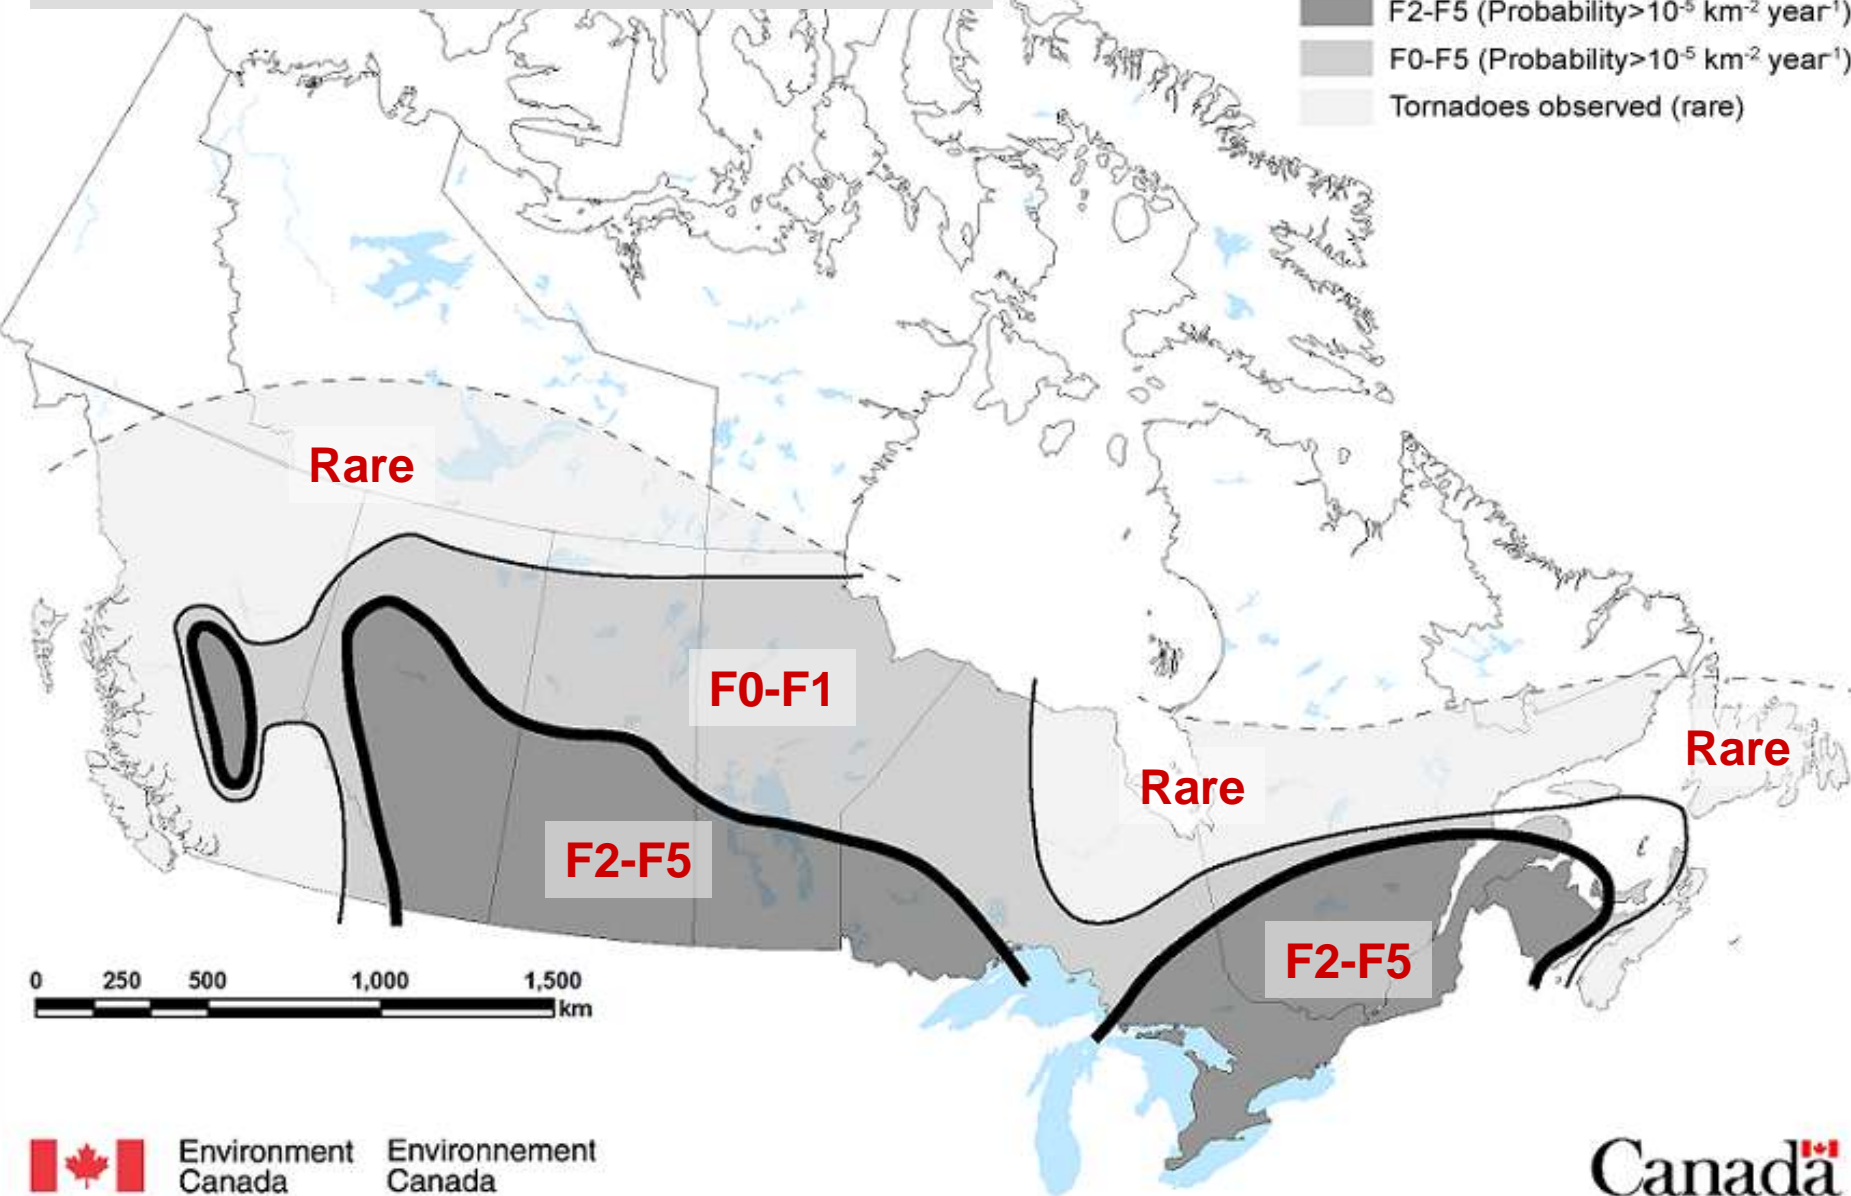 F2-F5 (Probability>10⁻⁵ km⁻² year⁻¹)
F0-F5 (Probability>10⁻⁵ km⁻² year⁻¹)
Tornadoes observed (rare)
Rare
F0-F1
Rare
Rare
F2-F5
F2-F5
0 250 500 1,000 1,500
km
Environment Environnement
Canada Canada
Canada